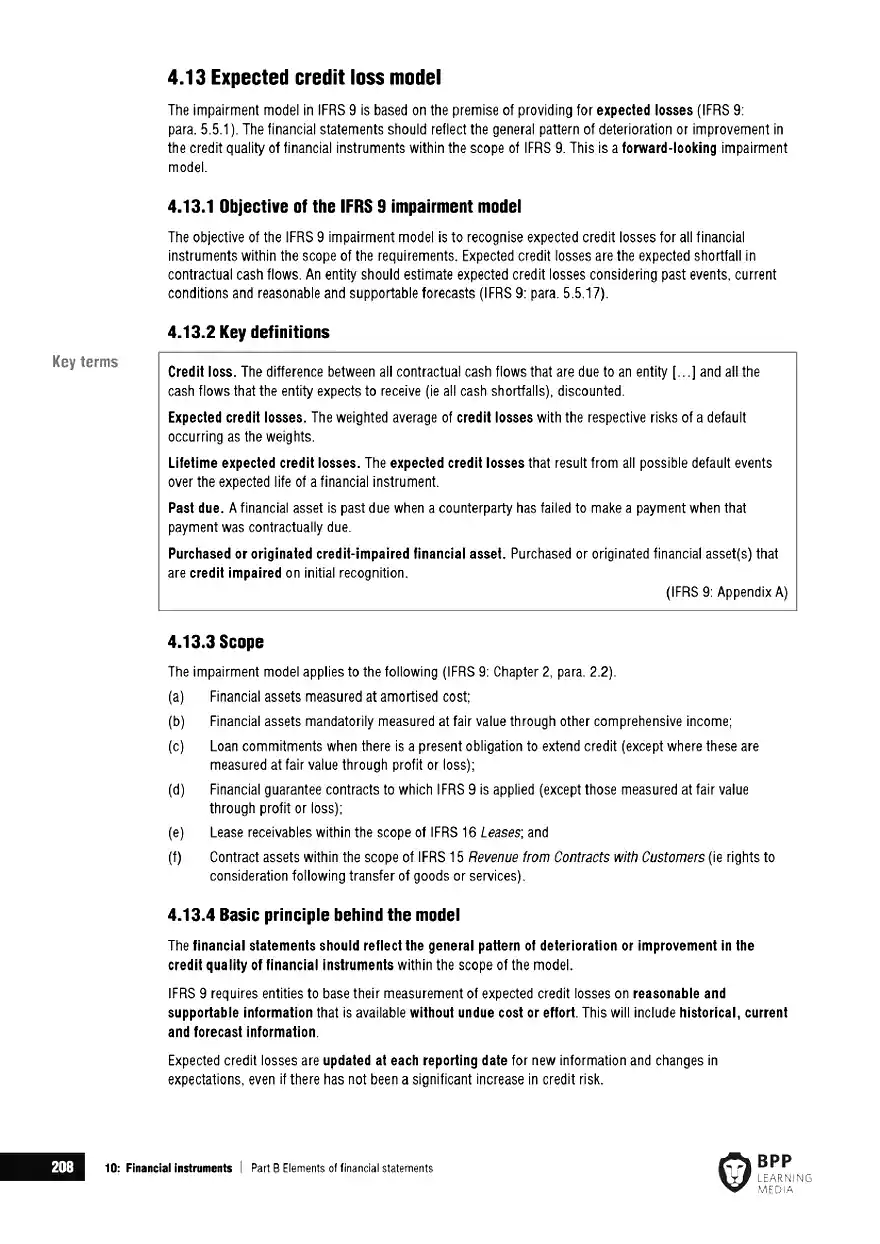 4.13 Expected credit loss model
The impairment model in IFRS 9 is based on the premise of providing for expected losses (IFRS 9:
para. 5.5.1). The financial statements should reflect the general pattern of deterioration or improvement in
the credit quality of financial instruments within the scope of IFRS 9. This is a forward-looking impairment
model.
4.13.1 Objective of the IFRS 9 impairment model
The objective of the IFRS 9 impairment model is to recognise expected credit losses for all financial
instruments within the scope of the requirements. Expected credit losses are the expected shortfall in
contractual cash flows. An entity should estimate expected credit losses considering past events, current
conditions and reasonable and supportable forecasts (IFRS 9: para. 5.5.17).
4.13.2 Key definitions
Key terms
Credit loss. The difference between all contractual cash flows that are due to an entity [...] and all the
cash flows that the entity expects to receive (ie all cash shortfalls), discounted.
Expected credit losses. The weighted average of credit losses with the respective risks of a default
occurring as the weights.
Lifetime expected credit losses. The expected credit losses that result from all possible default events
over the expected life of a financial instrument.
Past due. A financial asset is past due when a counterparty has failed to make a payment when that
payment was contractually due.
Purchased or originated credit-impaired financial asset. Purchased or originated financial asset(s) that
are credit impaired on initial recognition.
(IFRS 9: Appendix A)
4.13.3 Scope
The impairment model applies to the following (IFRS 9: Chapter 2, para. 2.2).
(a) Financial assets measured at amortised cost;
(b) Financial assets mandatorily measured at fair value through other comprehensive income;
(c) Loan commitments when there is a present obligation to extend credit (except where these are
measured at fair value through profit or loss);
(d) Financial guarantee contracts to which IFRS 9 is applied (except those measured at fair value
through profit or loss);
(e) Lease receivables within the scope of IFRS 16 Leases; and
(f) Contract assets within the scope of IFRS 15 Revenue from Contracts with Customers (ie rights to
consideration following transfer of goods or services).
4.13.4 Basic principle behind the model
The financial statements should reflect the general pattern of deterioration or improvement in the
credit quality of financial instruments within the scope of the model.
IFRS 9 requires entities to base their measurement of expected credit losses on reasonable and
supportable information that is available without undue cost or effort. This will include historical, current
and forecast information.
Expected credit losses are updated at each reporting date for new information and changes in
expectations, even if there has not been a significant increase in credit risk.
208 10: Financial instruments | Part B Elements of financial statements
BPP
LEARNING
MEDIA